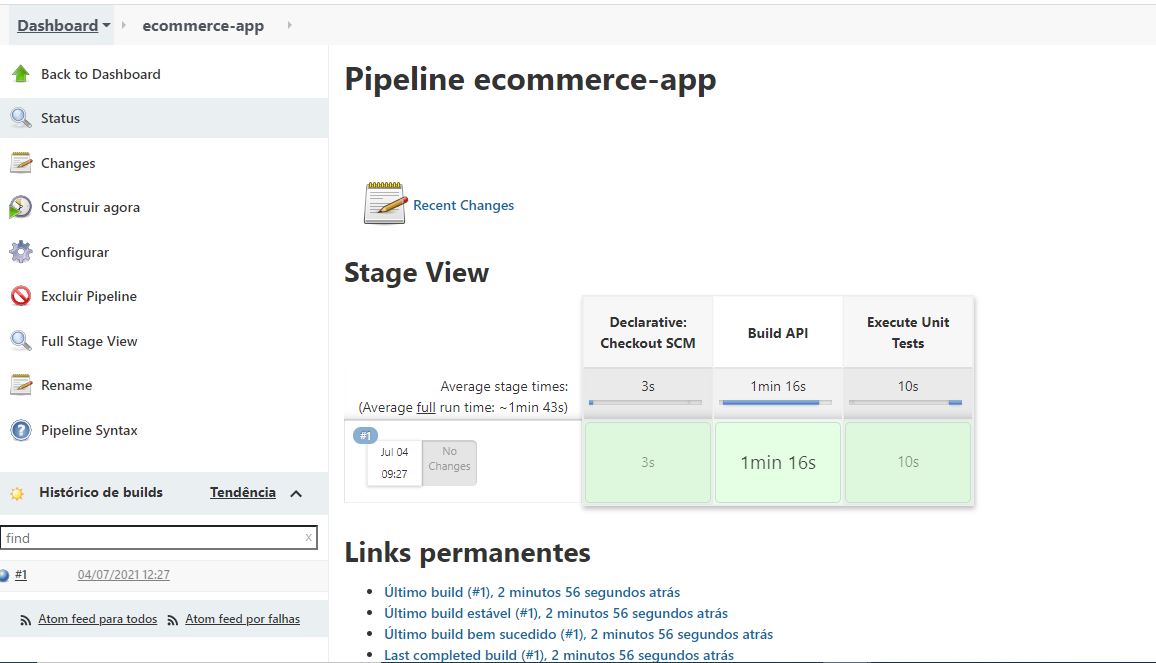 Dashboard
ecommerce-app
Back to Dashboard
Status
Changes
Construir agora
Configurar
Excluir Pipeline
Full Stage View
Rename
Pipeline Syntax
Histórico de builds
Tendência
find
x
#1
04/07/2021 12:27
Atom feed para todos
Atom feed por falhas
Pipeline ecommerce-app
Recent Changes
Stage View
Declarative:
Checkout SCM
Build API
Execute Unit
Tests
Average stage times:
(Average full run time: ~1min 43s)
3s
1min 16s
10s
#1
Jul 04
09:27
No
Changes
3s
1min 16s
10s
Links permanentes
Último build (#1), 2 minutos 56 segundos atrás
Último build estável (#1), 2 minutos 56 segundos atrás
Último build bem sucedido (#1), 2 minutos 56 segundos atrás
Last completed build (#1), 2 minutos 56 segundos atrás